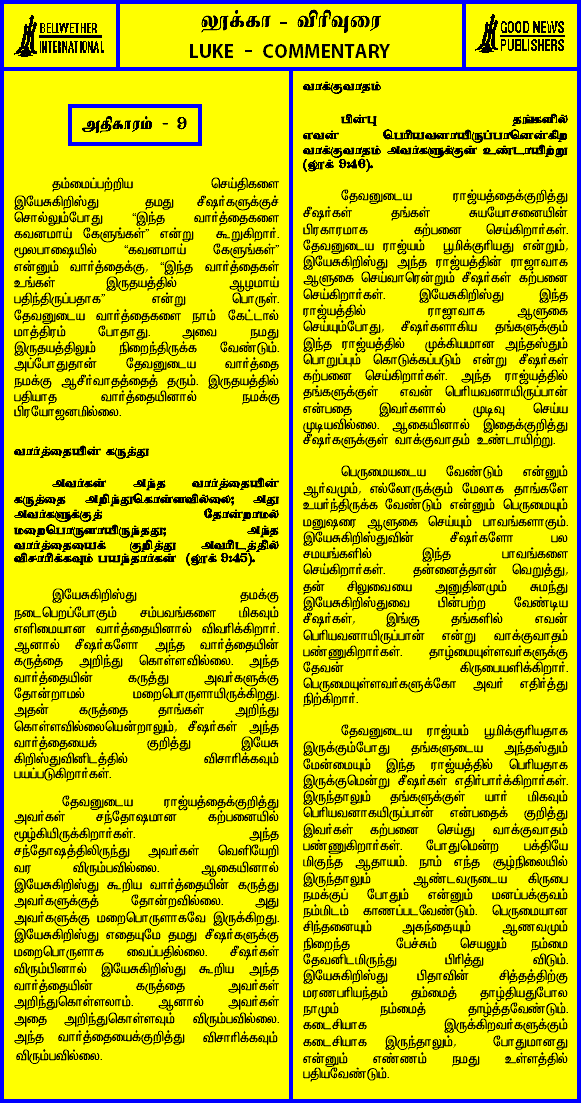 BELWETHER
INTERNATIONAL
லூக்கா - விரிவுரை
LUKE - COMMENTARY
GOOD NEWS
PUBLISHERS
அதிகாரம் - 9
தம்மைப்பற்றிய செய்திகளை
இயேசுகிறிஸ்து தமது சீஷர்களுக்குச்
சொல்லும்போது “இந்த வார்த்தைகளை
கவனமாய் கேளுங்கள்” என்று கூறுகிறார்.
மூலபாஷையில் “கவனமாய் கேளுங்கள்”
என்னும் வார்த்தைக்கு, “இந்த வார்த்தைகள்
உங்கள் இருதயத்தில் ஆழமாய்
பதிந்திருப்பதாக” என்று பொருள்.
தேவனுடைய வார்த்தைகளை நாம் கேட்டால்
மாத்திரம் போதாது. அவை நமது
இருதயத்திலும் நிறைந்திருக்க வேண்டும்.
அப்போதுதான் தேவனுடைய வார்த்தை
நமக்கு ஆசீர்வாதத்தைத் தரும். இருதயத்தில்
பதியாத வார்த்தையினால் நமக்கு
பிரயோஜனமில்லை.
வார்த்தையின் கருத்து
அவர்கள் அந்த வார்த்தையின்
கருத்தை அறிந்துகொள்ளவில்லை; அது
அவர்களுக்குத் தோன்றாமல்
மறைபொருளாயிருந்தது; அந்த
வார்த்தையைக் குறித்து அவரிடத்தில்
விசாரிக்கவும் பயந்தார்கள் (லூக் 9:45).
இயேசுகிறிஸ்து தமக்கு
நடைபெறப்போகும் சம்பவங்களை மிகவும்
எளிமையான வார்த்தையினால் விவரிக்கிறார்.
ஆனால் சீஷர்களோ அந்த வார்த்தையின்
கருத்தை அறிந்து கொள்ளவில்லை. அந்த
வார்த்தையின் கருத்து அவர்களுக்கு
தோன்றாமல் மறைபொருளாயிருக்கிறது.
அதன் கருத்தை தாங்கள் அறிந்து
கொள்ளவில்லையென்றாலும், சீஷர்கள் அந்த
வார்த்தையைக் குறித்து இயேசு
கிறிஸ்துவினிடத்தில் விசாரிக்கவும்
பயப்படுகிறார்கள்.
தேவனுடைய ராஜ்யத்தைக்குறித்து
அவர்கள் சந்தோஷமான கற்பனையில்
மூழ்கியிருக்கிறார்கள். அந்த
சந்தோஷத்திலிருந்து அவர்கள் வெளியேறி
வர விரும்பவில்லை. ஆகையினால்
இயேசுகிறிஸ்து கூறிய வார்த்தையின் கருத்து
அவர்களுக்குத் தோன்றவில்லை. அது
அவர்களுக்கு மறைபொருளாகவே இருக்கிறது.
இயேசுகிறிஸ்து எதையுமே தமது சீஷர்களுக்கு
மறைபொருளாக வைப்பதில்லை. சீஷர்கள்
விரும்பினால் இயேசுகிறிஸ்து கூறிய அந்த
வார்த்தையின் கருத்தை அவர்கள்
அறிந்துகொள்ளலாம். ஆனால் அவர்கள்
அதை அறிந்துகொள்ளவும் விரும்பவில்லை.
அந்த வார்த்தையைக்குறித்து விசாரிக்கவும்
விரும்பவில்லை.
வாக்குவாதம்
பின்பு தங்களில்
எவன் பெரியவனாயிருப்பானென்கிற
வாக்குவாதம் அவர்களுக்குள் உண்டாயிற்று
(லூக் 9:46).
தேவனுடைய ராஜ்யத்தைக்குறித்து
சீஷர்கள் தங்கள் சுயயோசனையின்
பிரகாரமாக கற்பனை செய்கிறார்கள்.
தேவனுடைய ராஜ்யம் பூமிக்குரியது என்றும்,
இயேசுகிறிஸ்து அந்த ராஜ்யத்தின் ராஜாவாக
ஆளுகை செய்வாரென்றும் சீஷர்கள் கற்பனை
செய்கிறார்கள். இயேசுகிறிஸ்து இந்த
ராஜ்யத்தில் ராஜாவாக ஆளுகை
செய்யும்போது, சீஷர்களாகிய தங்களுக்கும்
இந்த ராஜ்யத்தில் முக்கியமான அந்தஸ்தும்
பொறுப்பும் கொடுக்கப்படும் என்று சீஷர்கள்
கற்பனை செய்கிறார்கள். அந்த ராஜ்யத்தில்
தங்களுக்குள் எவன் பெரியவனாயிருப்பான்
என்பதை இவர்களால் முடிவு செய்ய
முடியவில்லை. ஆகையினால் இதைக்குறித்து
சீஷர்களுக்குள் வாக்குவாதம் உண்டாயிற்று.
பெருமையடைய வேண்டும் என்னும்
ஆர்வமும், எல்லோருக்கும் மேலாக தாங்களே
உயர்ந்திருக்க வேண்டும் என்னும் பெருமையும்
மனுஷரை ஆளுகை செய்யும் பாவங்களாகும்.
இயேசுகிறிஸ்துவின் சீஷர்களோ பல
சமயங்களில் இந்த பாவங்களை
செய்கிறார்கள். தன்னைத்தான் வெறுத்து,
தன் சிலுவையை அனுதினமும் சுமந்து
இயேசுகிறிஸ்துவை பின்பற்ற வேண்டிய
சீஷர்கள், இங்கு தங்களில் எவன்
பெரியவனாயிருப்பான் என்று வாக்குவாதம்
பண்ணுகிறார்கள். தாழ்மையுள்ளவர்களுக்கு
தேவன் கிருபையளிக்கிறார்.
பெருமையுள்ளவர்களுக்கோ அவர் எதிர்த்து
நிற்கிறார்.
தேவனுடைய ராஜ்யம் பூமிக்குரியதாக
இருக்கும்போது தங்களுடைய அந்தஸ்தும்
மேன்மையும் இந்த ராஜ்யத்தில் பெரியதாக
இருக்குமென்று சீஷர்கள் எதிர்பார்க்கிறார்கள்.
இருந்தாலும் தங்களுக்குள் யார் மிகவும்
பெரியவனாகயிருப்பான் என்பதைக் குறித்து
இவர்கள் கற்பனை செய்து வாக்குவாதம்
பண்ணுகிறார்கள். போதுமென்ற பக்தியே
மிகுந்த ஆதாயம். நாம் எந்த சூழ்நிலையில்
இருந்தாலும் ஆண்டவருடைய கிருபை
நமக்குப் போதும் என்னும் மனப்பக்குவம்
நம்மிடம் காணப்படவேண்டும். பெருமையான
சிந்தனையும் அகந்தையும் ஆணவமும்
நிறைந்த பேச்சும் செயலும் நம்மை
தேவனிடமிருந்து பிரித்து விடும்.
இயேசுகிறிஸ்து பிதாவின் சித்தத்திற்கு
மரணபரியந்தம் தம்மைத் தாழ்தியதுபோல
நாமும் நம்மைத் தாழ்த்தவேண்டும்.
கடைசியாக இருக்கிறவர்களுக்கும்
கடைசியாக இருந்தாலும், போதுமானது
என்னும் எண்ணம் நமது உள்ளத்தில்
பதியவேண்டும்.